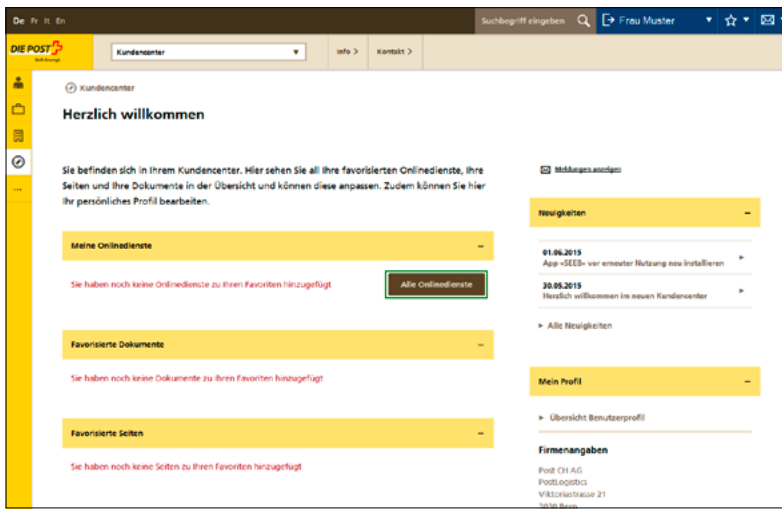 De Fr It En
Suchbegriff eingeben
Frau Muster
DIE POST
Kundencenter
Info >
Kontakt >
Kundencenter
Herzlich willkommen
Sie befinden sich in Ihrem Kundencenter. Hier sehen Sie all Ihre favorisierten Onlinedienste, Ihre
Seiten und Ihre Dokumente in der Übersicht und können diese anpassen. Zudem können Sie hier
Ihr persönliches Profil bearbeiten.
Meine Onlinedienste
Sie haben noch keine Onlinedienste zu Ihren Favoriten hinzugefügt
Alle Onlinedienste
Favorisierte Dokumente
Sie haben noch keine Dokumente zu Ihren Favoriten hinzugefügt
Favorisierte Seiten
Sie haben noch keine Seiten zu Ihren Favoriten hinzugefügt
Meldungen anzeigen
Neuigkeiten
01.06.2015
App «SEEB» vor erneuter Nutzung neu installieren
30.05.2015
Herzlich willkommen im neuen Kundencenter
Alle Neuigkeiten
Mein Profil
Übersicht Benutzerprofil
Firmenangaben
Post CH AG
PostLogistics
Viktoriastrasse 21
3030 Bern